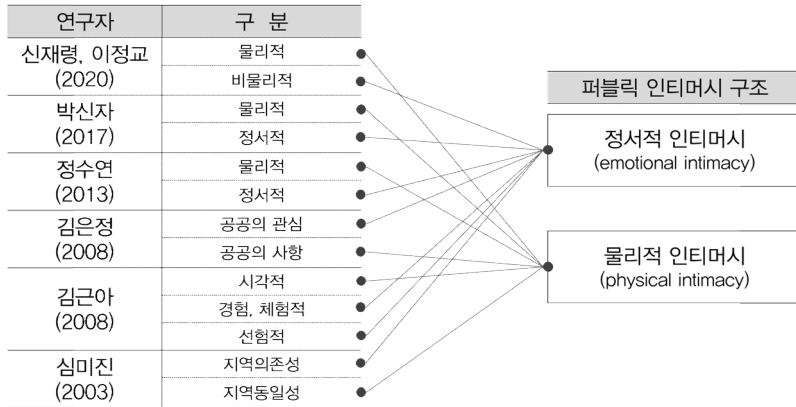 연구자
구 분
신재령, 이정교
(2020)
물리적
비물리적
박신자
(2017)
물리적
정서적
정수연
(2013)
물리적
정서적
김은정
(2008)
공공의 관심
공공의 사항
김근아
(2008)
시각적
경험, 체험적
선험적
심미진
(2003)
지역의존성
지역동일성
퍼블릭 인티머시 구조
정서적 인티머시
(emotional intimacy)
물리적 인티머시
(physical intimacy)